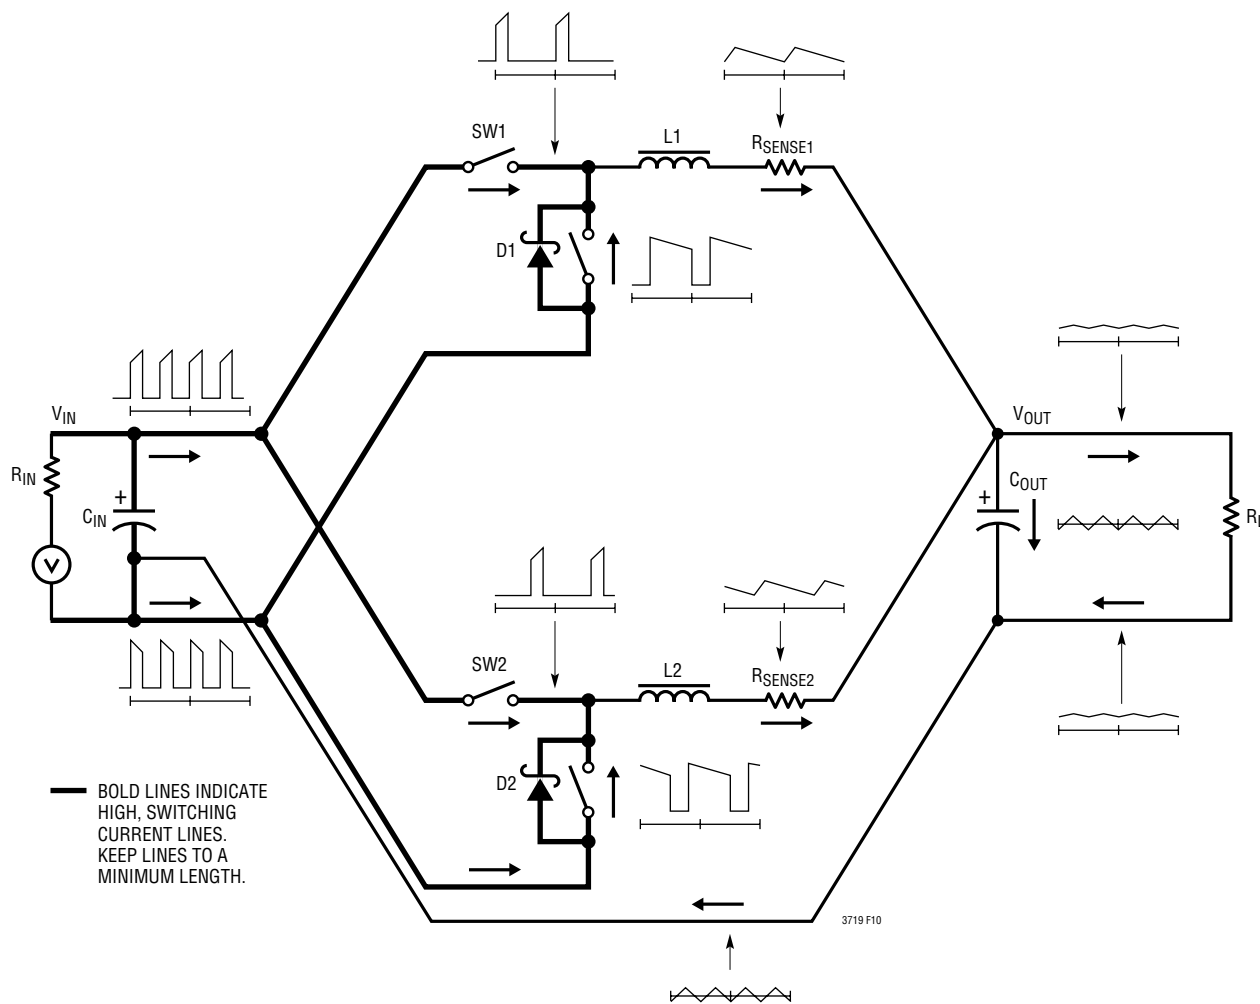 SW1
L1
RSENSE1
D1
VIN
VOUT
RIN
+
CIN
+
COUT
RL
SW2
L2
RSENSE2
D2
BOLD LINES INDICATE
HIGH, SWITCHING
CURRENT LINES.
KEEP LINES TO A
MINIMUM LENGTH.
3719 F10